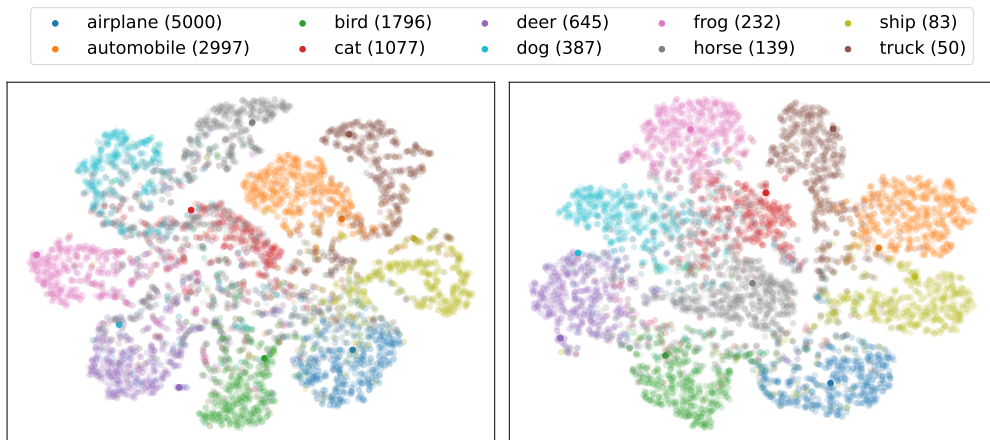 airplane (5000) bird (1796) deer (645) frog (232) ship (83)
automobile (2997) cat (1077) dog (387) horse (139) truck (50)